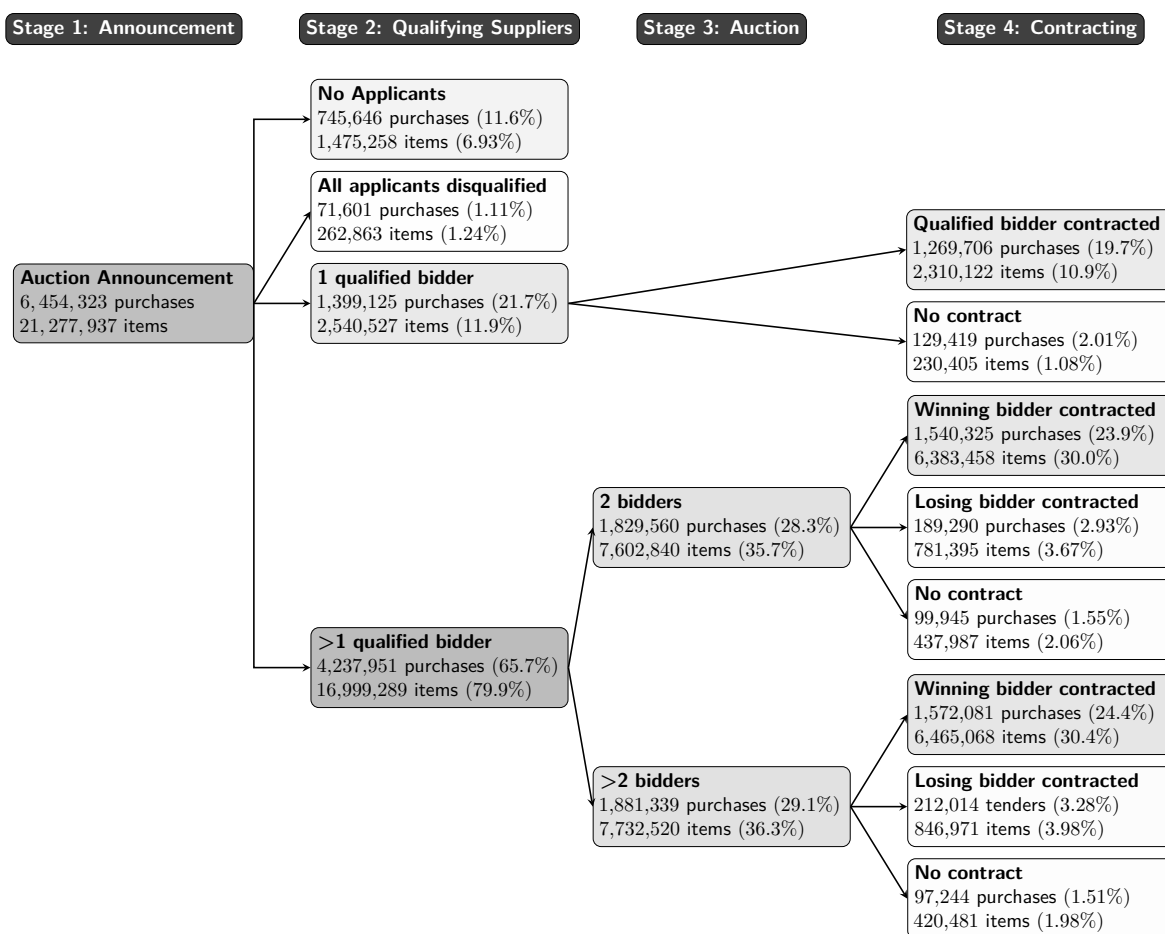 Stage 1: Announcement
Stage 2: Qualifying Suppliers
Stage 3: Auction
Stage 4: Contracting
Auction Announcement
6, 454, 323 purchases
21, 277, 937 items
No Applicants
745,646 purchases (11.6%)
1,475,258 items (6.93%)
All applicants disqualified
71,601 purchases (1.11%)
262,863 items (1.24%)
1 qualified bidder
1,399,125 purchases (21.7%)
2,540,527 items (11.9%)
>1 qualified bidder
4,237,951 purchases (65.7%)
16,999,289 items (79.9%)
2 bidders
1,829,560 purchases (28.3%)
7,602,840 items (35.7%)
>2 bidders
1,881,339 purchases (29.1%)
7,732,520 items (36.3%)
Qualified bidder contracted
1,269,706 purchases (19.7%)
2,310,122 items (10.9%)
No contract
129,419 purchases (2.01%)
230,405 items (1.08%)
Winning bidder contracted
1,540,325 purchases (23.9%)
6,383,458 items (30.0%)
Losing bidder contracted
189,290 purchases (2.93%)
781,395 items (3.67%)
No contract
99,945 purchases (1.55%)
437,987 items (2.06%)
Winning bidder contracted
1,572,081 purchases (24.4%)
6,465,068 items (30.4%)
Losing bidder contracted
212,014 tenders (3.28%)
846,971 items (3.98%)
No contract
97,244 purchases (1.51%)
420,481 items (1.98%)